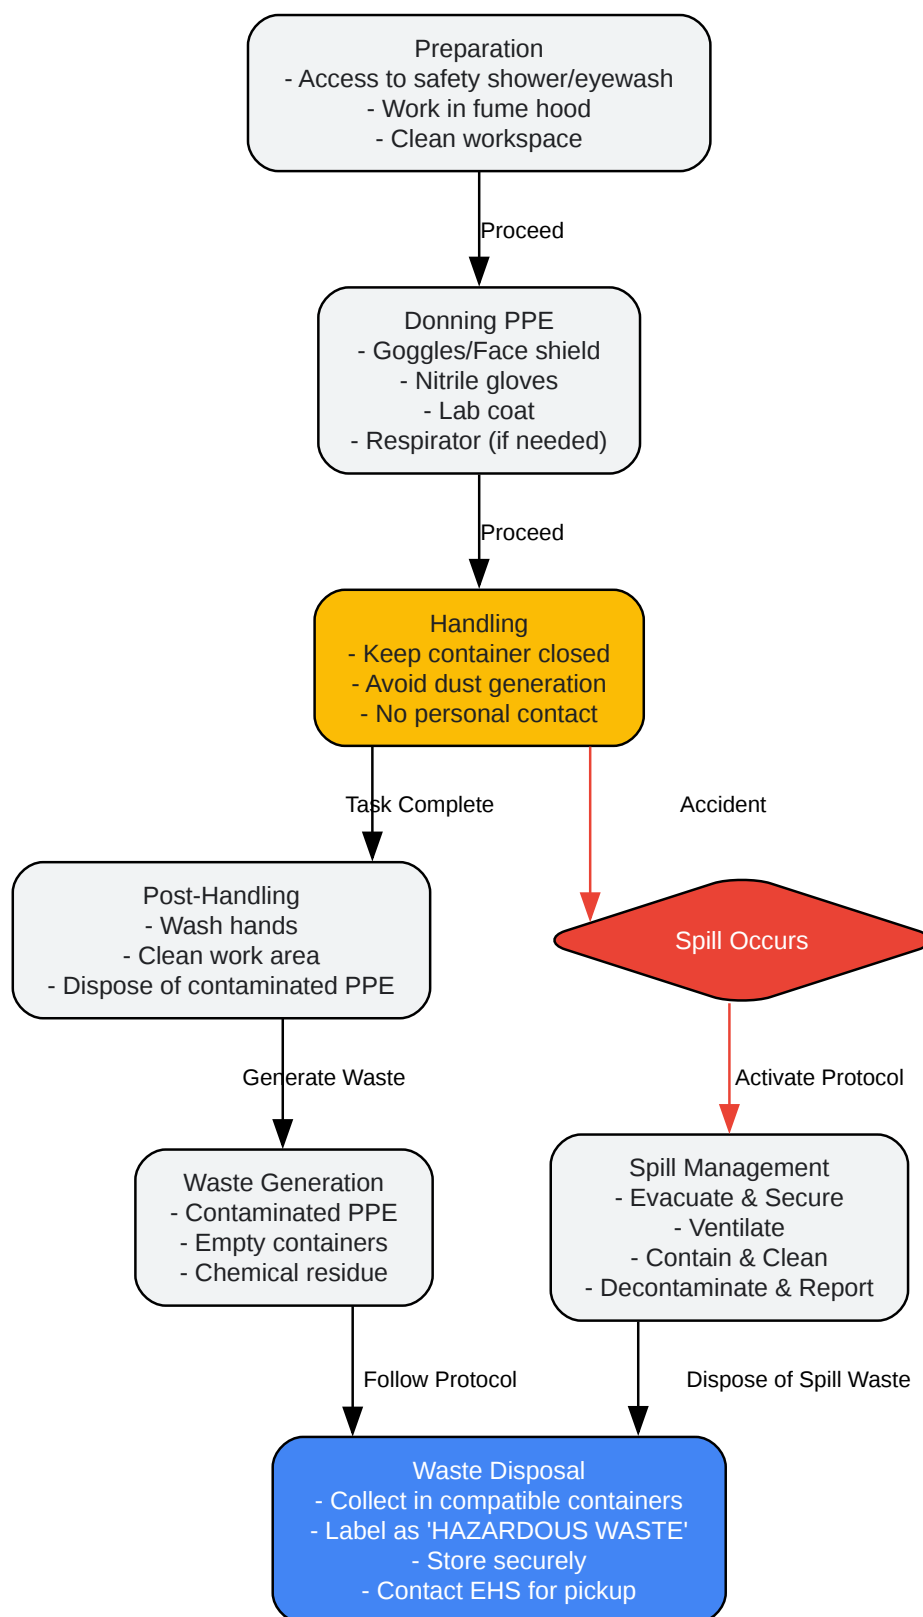 Preparation
- Access to safety shower/eyewash
- Work in fume hood
- Clean workspace
Proceed
Donning PPE
- Goggles/Face shield
- Nitrile gloves
- Lab coat
- Respirator (if needed)
Proceed
Handling
- Keep container closed
- Avoid dust generation
- No personal contact
Task Complete
Accident
Post-Handling
- Wash hands
- Clean work area
- Dispose of contaminated PPE
Spill Occurs
Generate Waste
Activate Protocol
Waste Generation
- Contaminated PPE
- Empty containers
- Chemical residue
Spill Management
- Evacuate & Secure
- Ventilate
- Contain & Clean
- Decontaminate & Report
Follow Protocol
Dispose of Spill Waste
Waste Disposal
- Collect in compatible containers
- Label as 'HAZARDOUS WASTE'
- Store securely
- Contact EHS for pickup